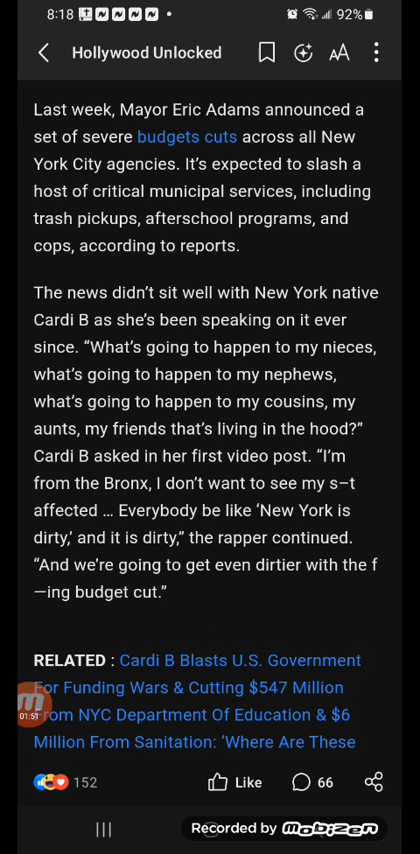 8:18
92%
Hollywood Unlocked
AA
Last week, Mayor Eric Adams announced a
set of severe budgets cuts across all New
York City agencies. It’s expected to slash a
host of critical municipal services, including
trash pickups, afterschool programs, and
cops, according to reports.
The news didn’t sit well with New York native
Cardi B as she’s been speaking on it ever
since. “What’s going to happen to my nieces,
what’s going to happen to my nephews,
what’s going to happen to my cousins, my
aunts, my friends that’s living in the hood?”
Cardi B asked in her first video post. “I’m
from the Bronx, I don’t want to see my s–t
affected … Everybody be like ‘New York is
dirty,’ and it is dirty,” the rapper continued.
“And we’re going to get even dirtier with the f
—ing budget cut.”
RELATED : Cardi B Blasts U.S. Government
For Funding Wars & Cutting $547 Million
From NYC Department Of Education & $6
01:51
Million From Sanitation: ‘Where Are These
152
Like
66
Recorded by mobizen